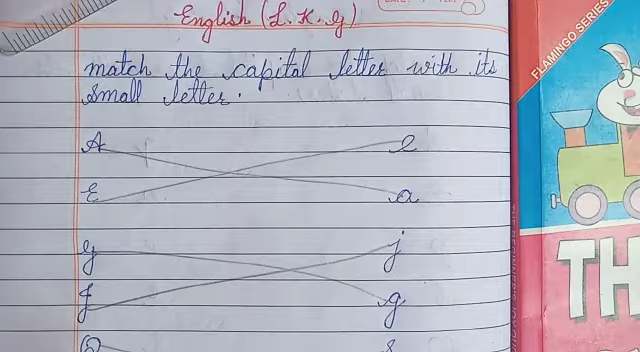 English (L.K.G)
match the capital letter with its
small letter.
A e
E a
G j
J g
Q
FLAMINGO SERIES
TH